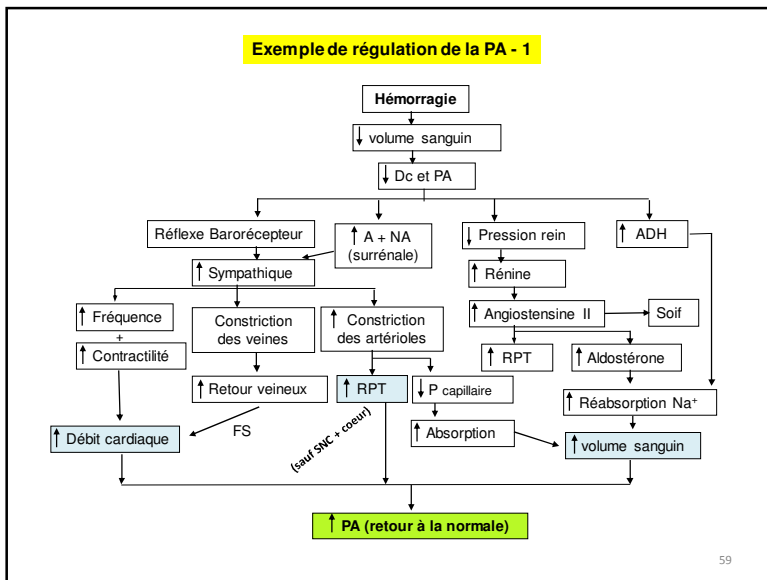 Exemple de régulation de la PA - 1
Hémorragie
↓ volume sanguin
↓ Dc et PA
Réflexe Barorécepteur
↑ A + NA
(surrénale)
↓ Pression rein
↑ ADH
↑ Sympathique
↑ Rénine
↑ Fréquence
+
↑ Contractilité
Constriction
des veines
↑ Constriction
des artérioles
↑ Angiostensine II
Soif
↑ RPT
↑ Aldostérone
↑ Retour veineux
↑ RPT
↓ P capillaire
↑ Réabsorption Na⁺
↑ Débit cardiaque
FS
(sauf SNC + coeur)
↑ Absorption
↑ volume sanguin
↑ PA (retour à la normale)
59